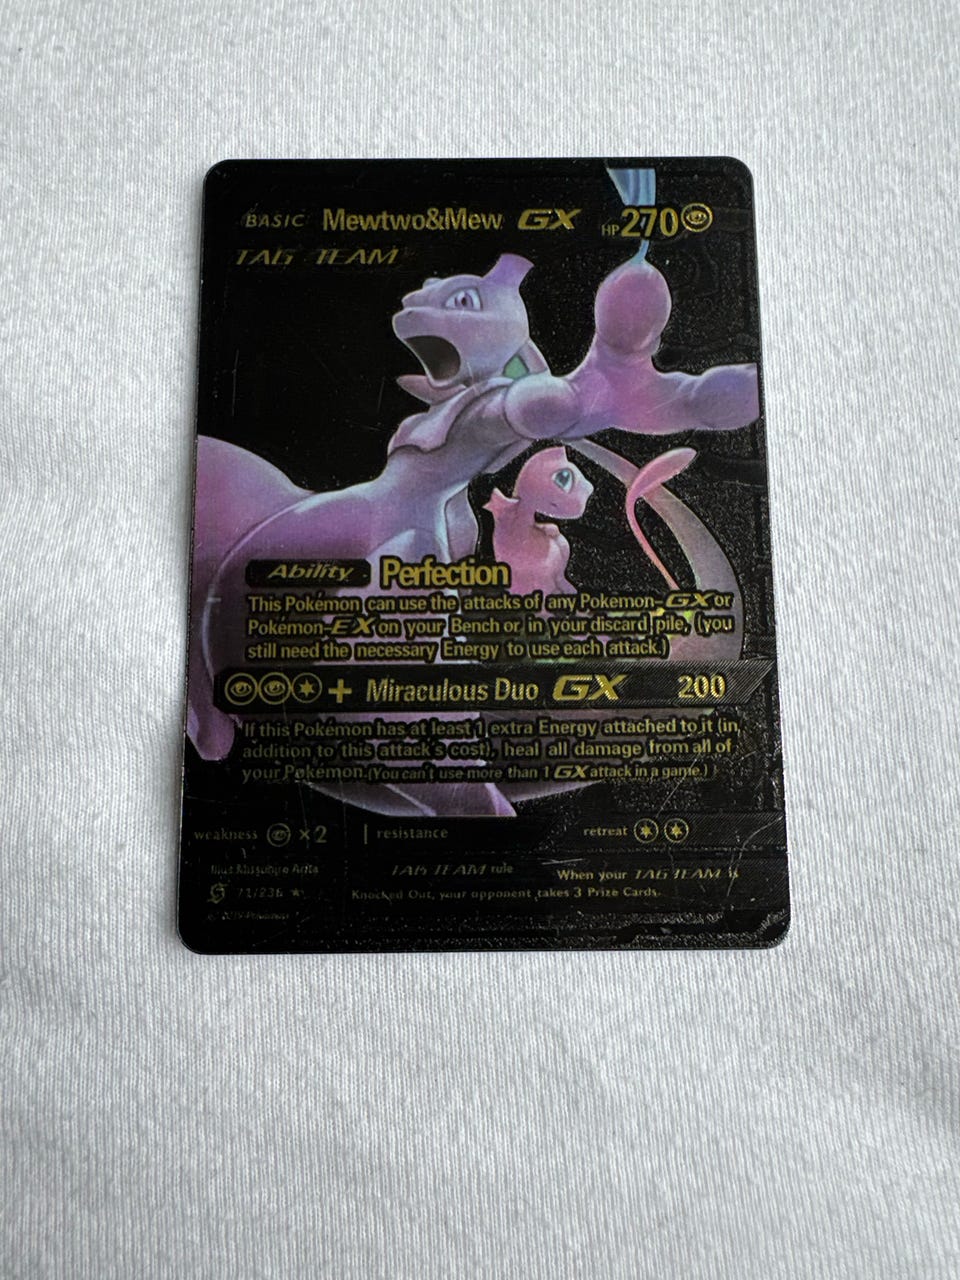 BASIC Mewtwo&Mew GX HP270
TAG TEAM
Ability Perfection
This Pokémon can use the attacks of any Pokemon-GX or
Pokémon-EX on your Bench or in your discard pile, (you
still need the necessary Energy to use each attack.)
+ Miraculous Duo GX 200
If this Pokémon has at least 1 extra Energy attached to it (in
addition to this attack's cost), heal all damage from all of
your Pokemon.(You can't use more than 1 GX attack in a game.)
weakness ×2 resistance retreat
TAG TEAM rule When your TAG TEAM is
71/236 Knocked Out, your opponent takes 3 Prize Cards.